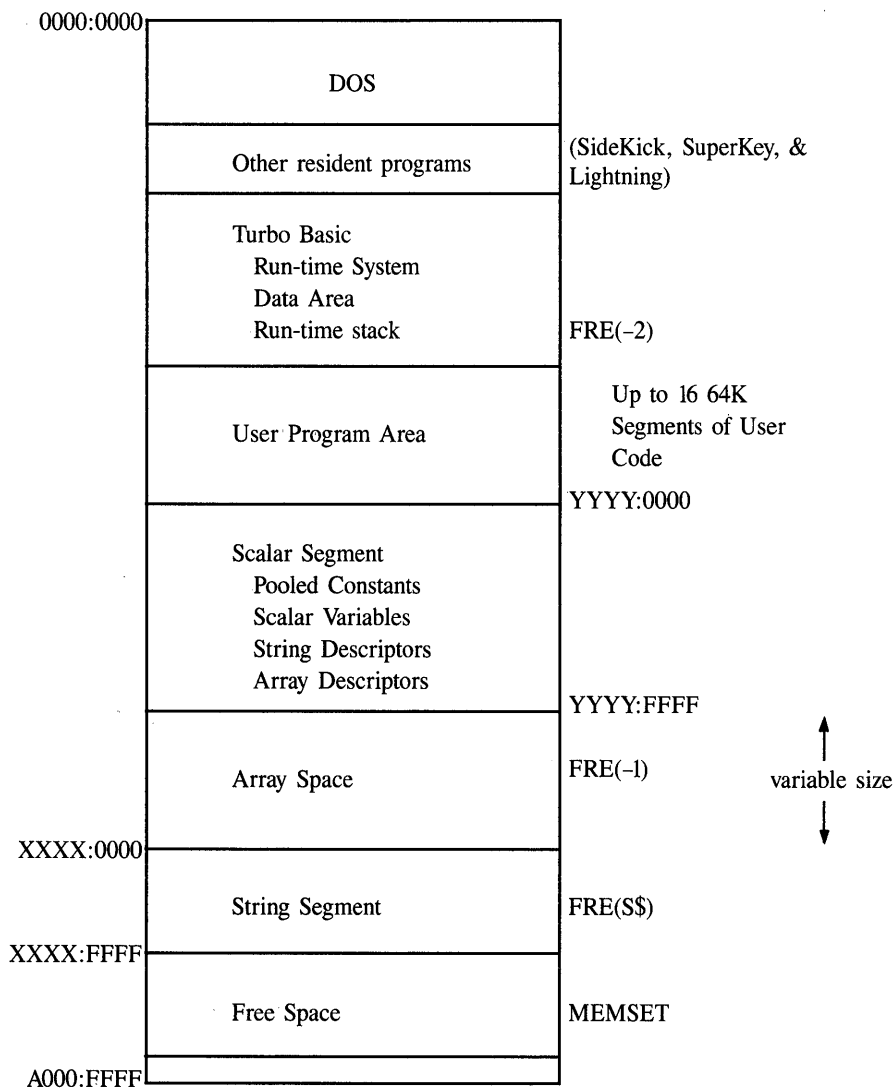 0000:0000
DOS
Other resident programs
(SideKick, SuperKey, &
Lightning)
Turbo Basic
Run-time System
Data Area
Run-time stack
FRE(–2)
User Program Area
Up to 16 64K
Segments of User
Code
YYYY:0000
Scalar Segment
Pooled Constants
Scalar Variables
String Descriptors
Array Descriptors
YYYY:FFFF
Array Space
FRE(–1)
variable size
XXXX:0000
String Segment
FRE(S$)
XXXX:FFFF
Free Space
MEMSET
A000:FFFF